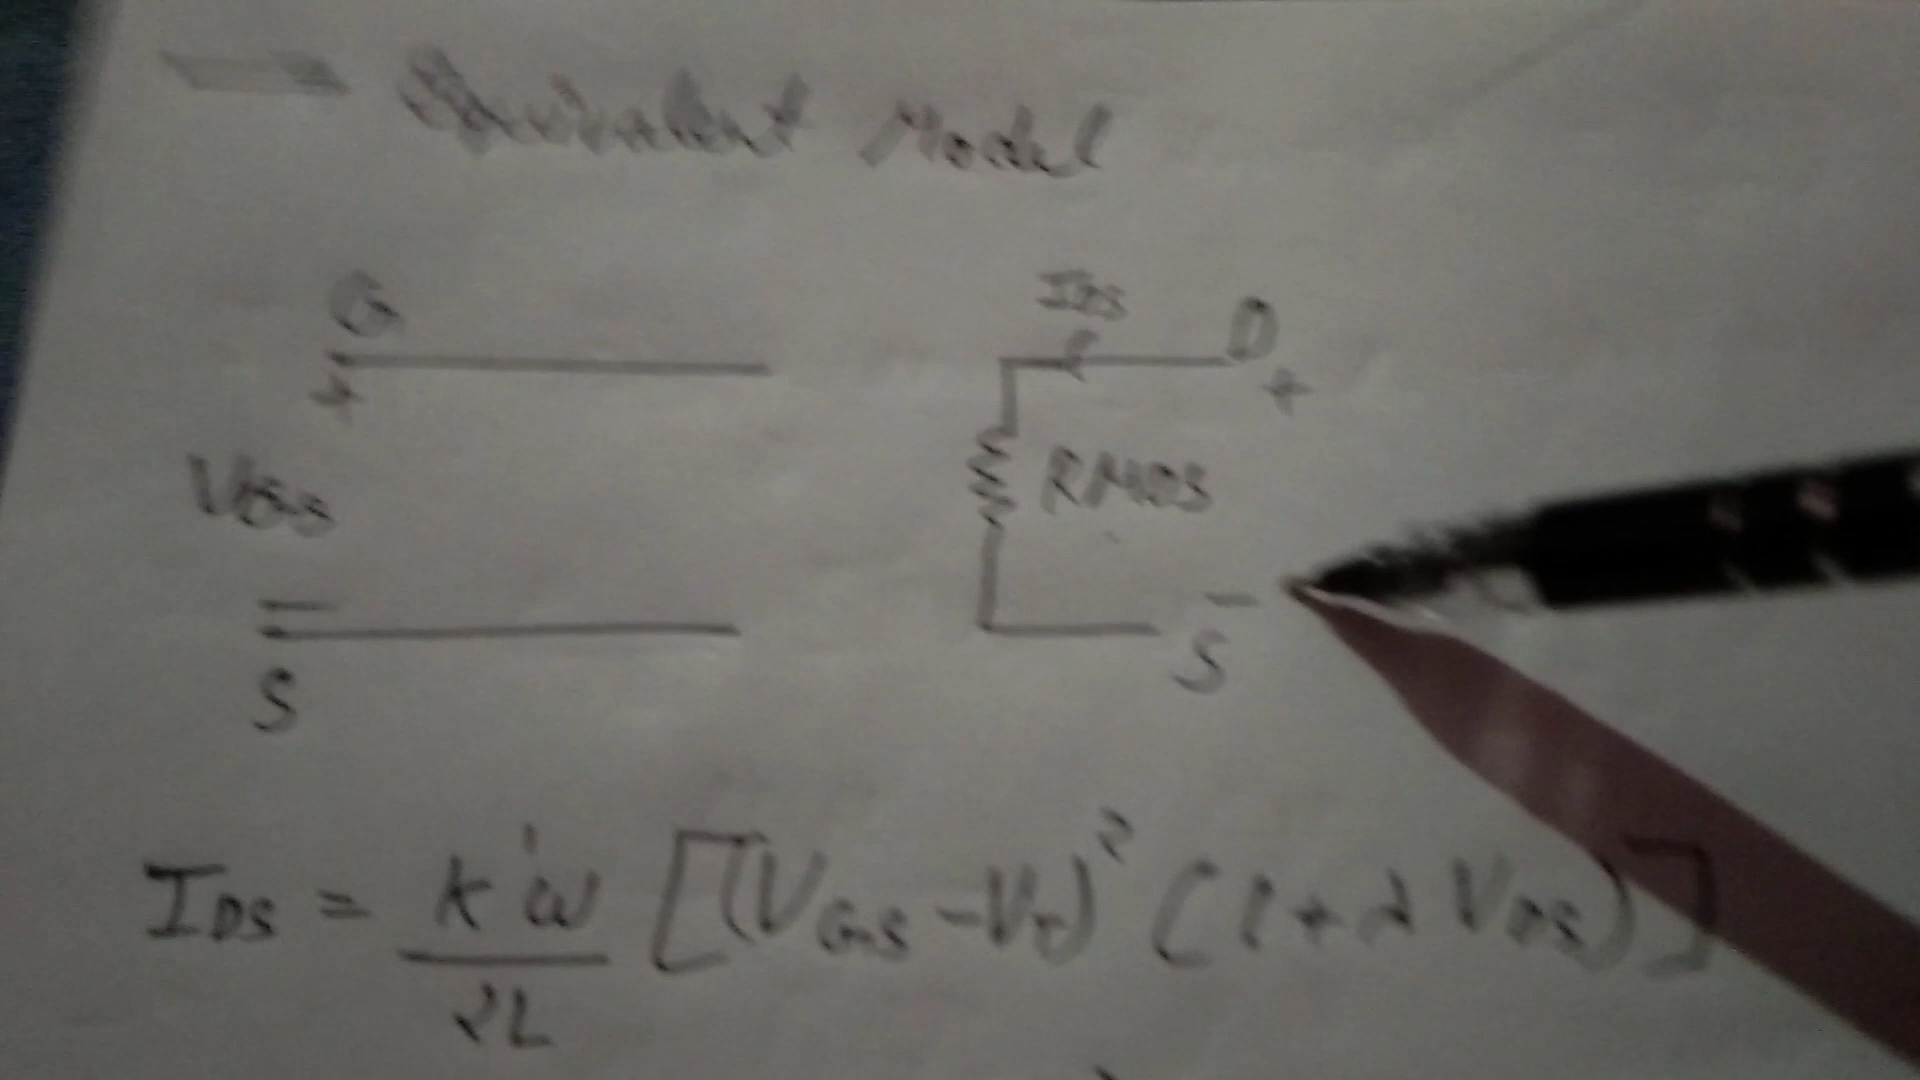 Equivalent Model
G IDS D
+ +
VGS RMOS
— —
S S
IDS = K'W/2L [(VGS - Vt)² (1 + λ VDS)]